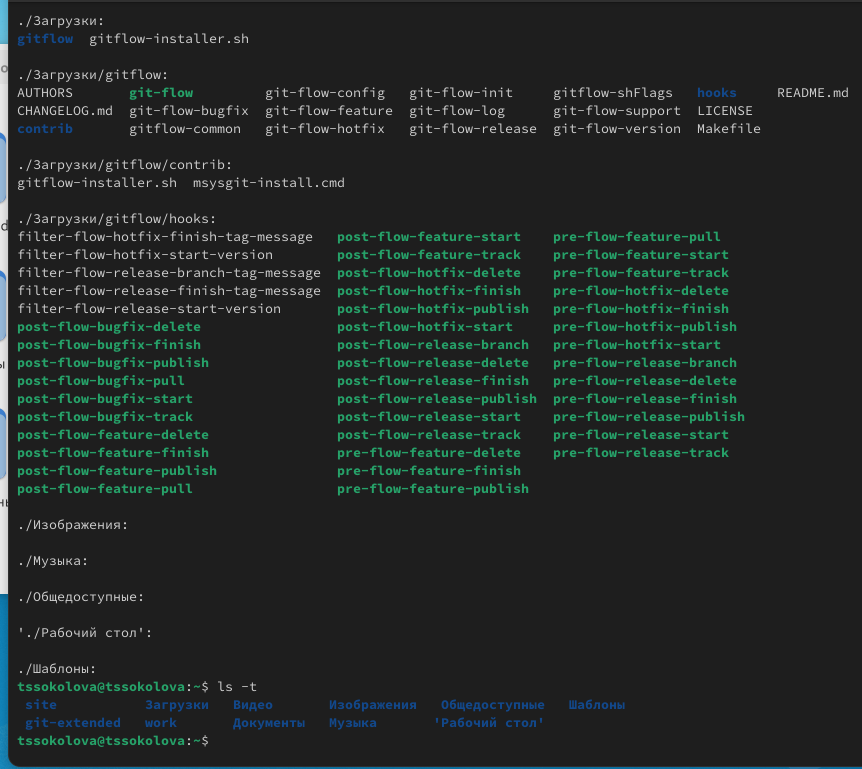 ./Загрузки:
gitflow  gitflow-installer.sh

./Загрузки/gitflow:
AUTHORS       git-flow         git-flow-config   git-flow-init     gitflow-shFlags   hooks     README.md
CHANGELOG.md  git-flow-bugfix  git-flow-feature  git-flow-log      git-flow-support  LICENSE
contrib       gitflow-common   git-flow-hotfix   git-flow-release  git-flow-version  Makefile

./Загрузки/gitflow/contrib:
gitflow-installer.sh  msysgit-install.cmd

./Загрузки/gitflow/hooks:
filter-flow-hotfix-finish-tag-message   post-flow-feature-start    pre-flow-feature-pull
filter-flow-hotfix-start-version        post-flow-feature-track    pre-flow-feature-start
filter-flow-release-branch-tag-message  post-flow-hotfix-delete    pre-flow-feature-track
filter-flow-release-finish-tag-message  post-flow-hotfix-finish    pre-flow-hotfix-delete
filter-flow-release-start-version       post-flow-hotfix-publish   pre-flow-hotfix-finish
post-flow-bugfix-delete                 post-flow-hotfix-start     pre-flow-hotfix-publish
post-flow-bugfix-finish                 post-flow-release-branch   pre-flow-hotfix-start
post-flow-bugfix-publish                post-flow-release-delete   pre-flow-release-branch
post-flow-bugfix-pull                   post-flow-release-finish   pre-flow-release-delete
post-flow-bugfix-start                  post-flow-release-publish  pre-flow-release-finish
post-flow-bugfix-track                  post-flow-release-start    pre-flow-release-publish
post-flow-feature-delete                post-flow-release-track    pre-flow-release-start
post-flow-feature-finish                pre-flow-feature-delete    pre-flow-release-track
post-flow-feature-publish               pre-flow-feature-finish
post-flow-feature-pull                  pre-flow-feature-publish

./Изображения:

./Музыка:

./Общедоступные:

'./Рабочий стол':

./Шаблоны:
tssokolova@tssokolova:~$ ls -t
 site           Загрузки   Видео       Изображения   Общедоступные   Шаблоны
 git-extended   work       Документы   Музыка       'Рабочий стол'
tssokolova@tssokolova:~$